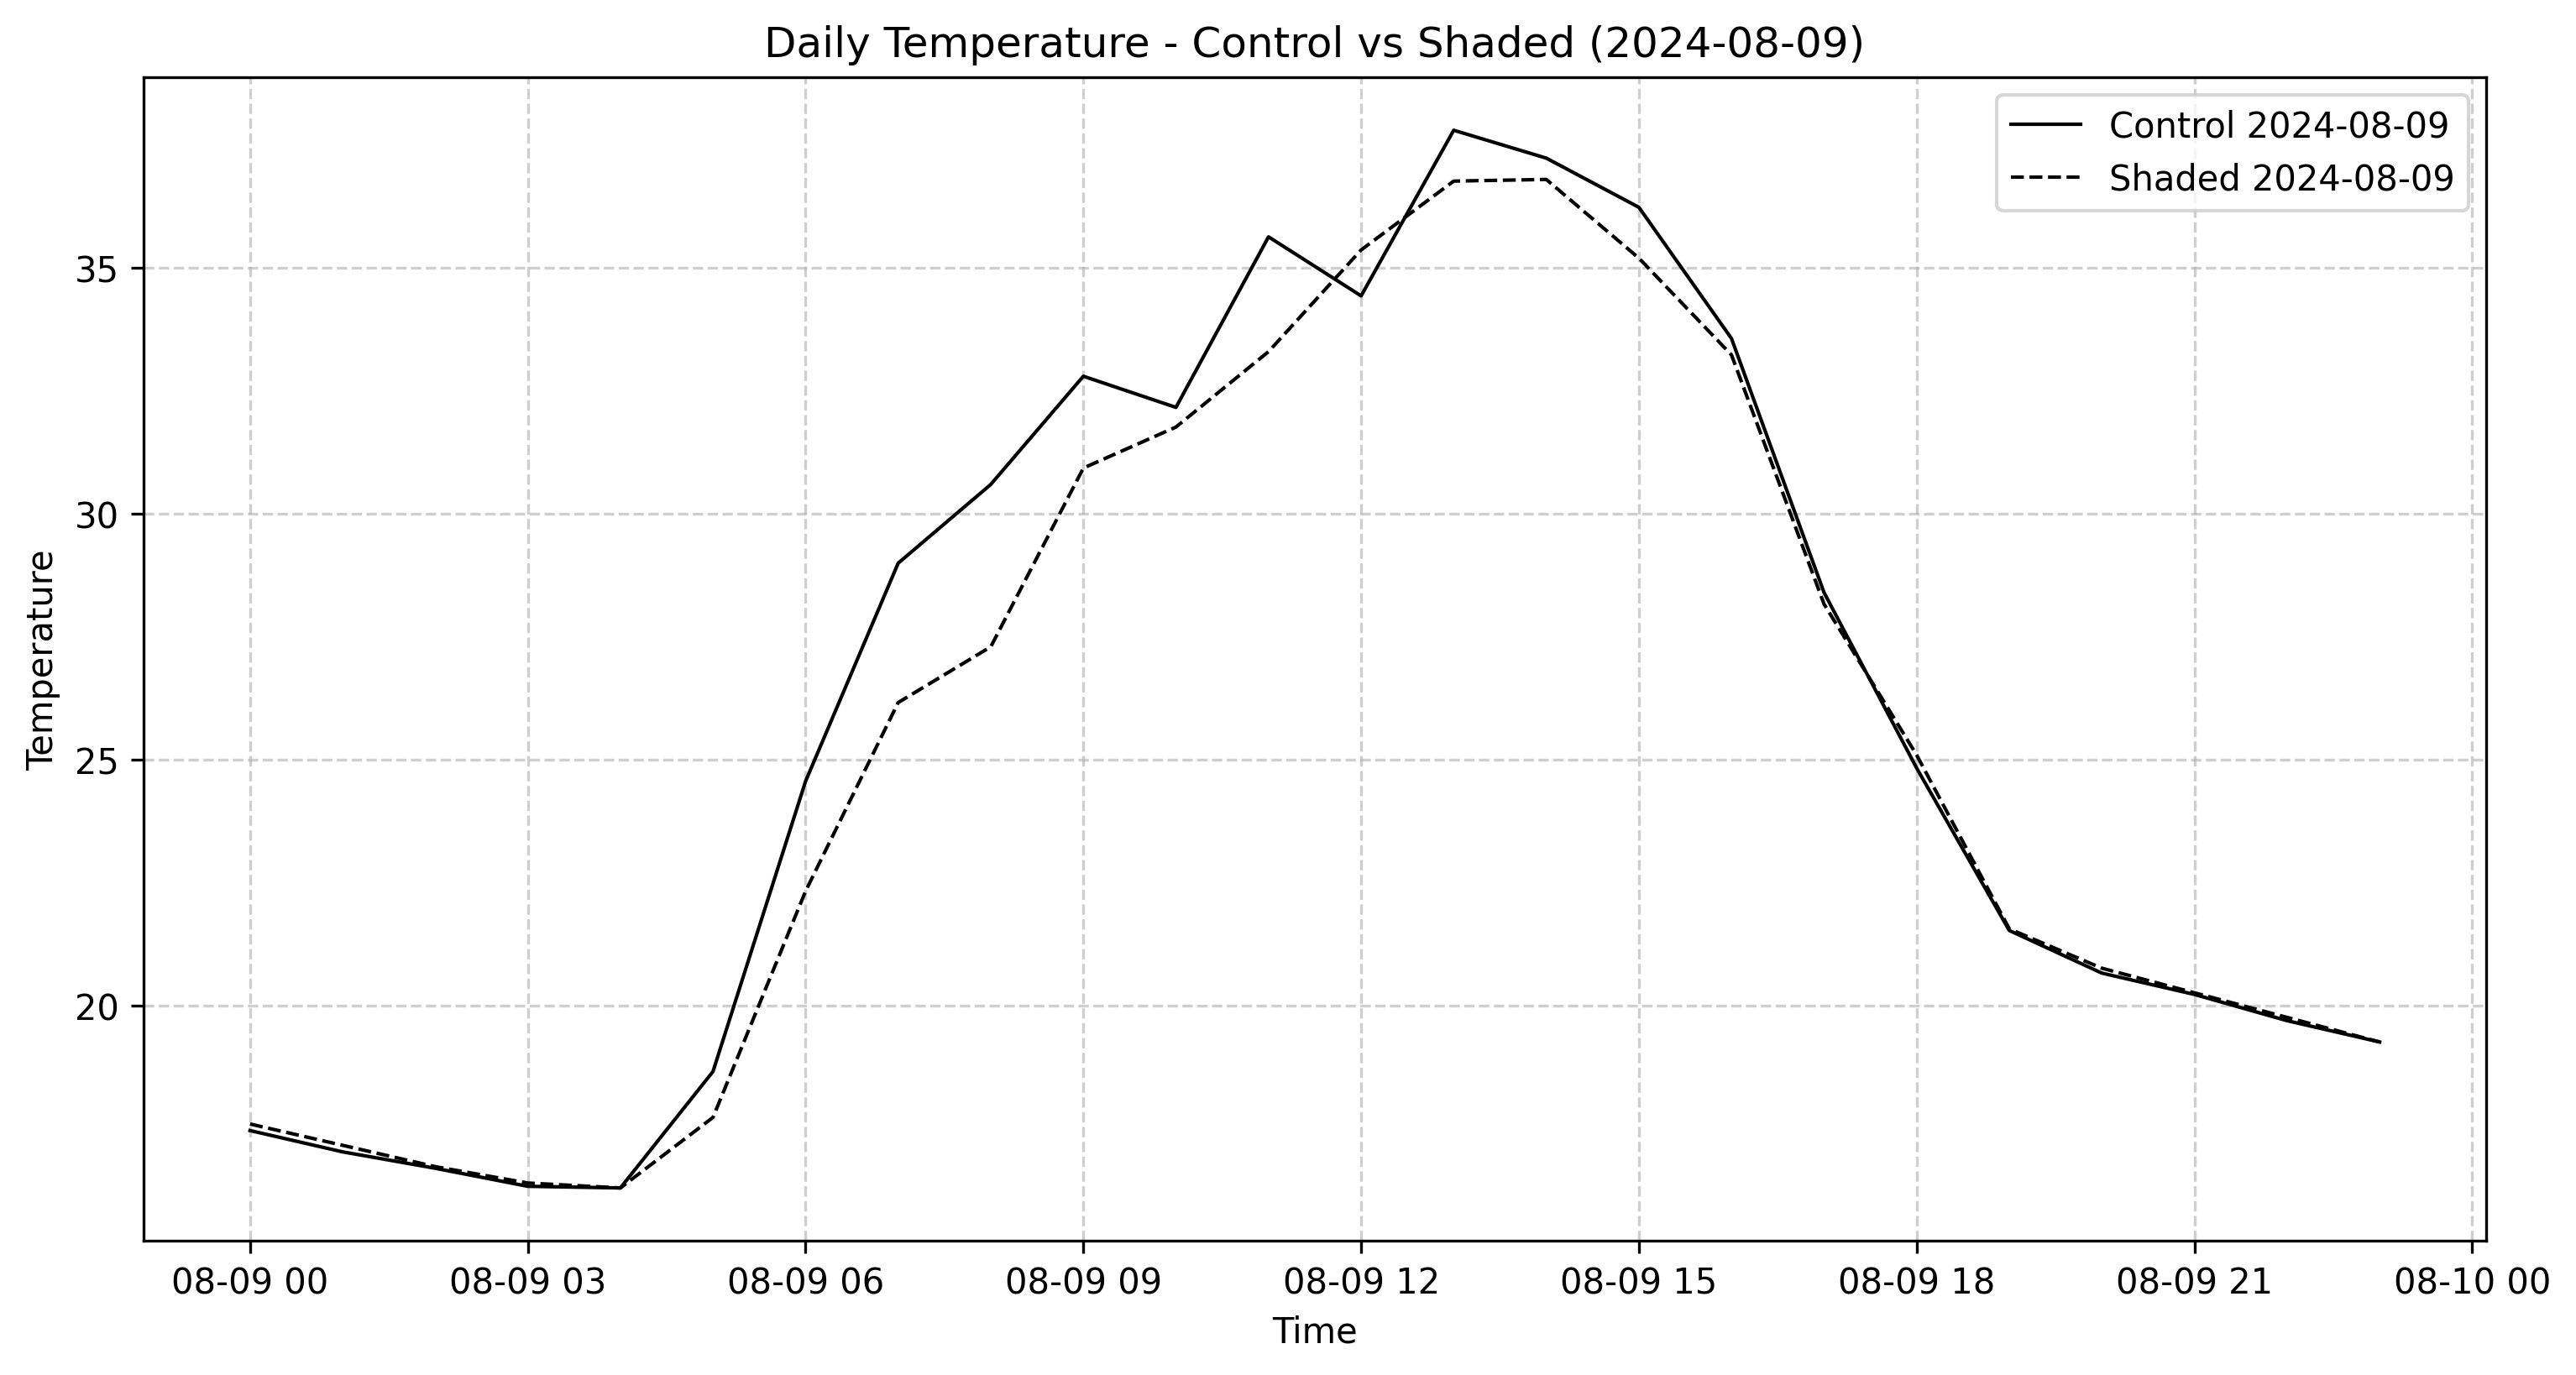 Daily Temperature - Control vs Shaded (2024-08-09)
Control 2024-08-09
Shaded 2024-08-09
Temperature
35
30
25
20
08-09 00
08-09 03
08-09 06
08-09 09
08-09 12
08-09 15
08-09 18
08-09 21
08-10 00
Time